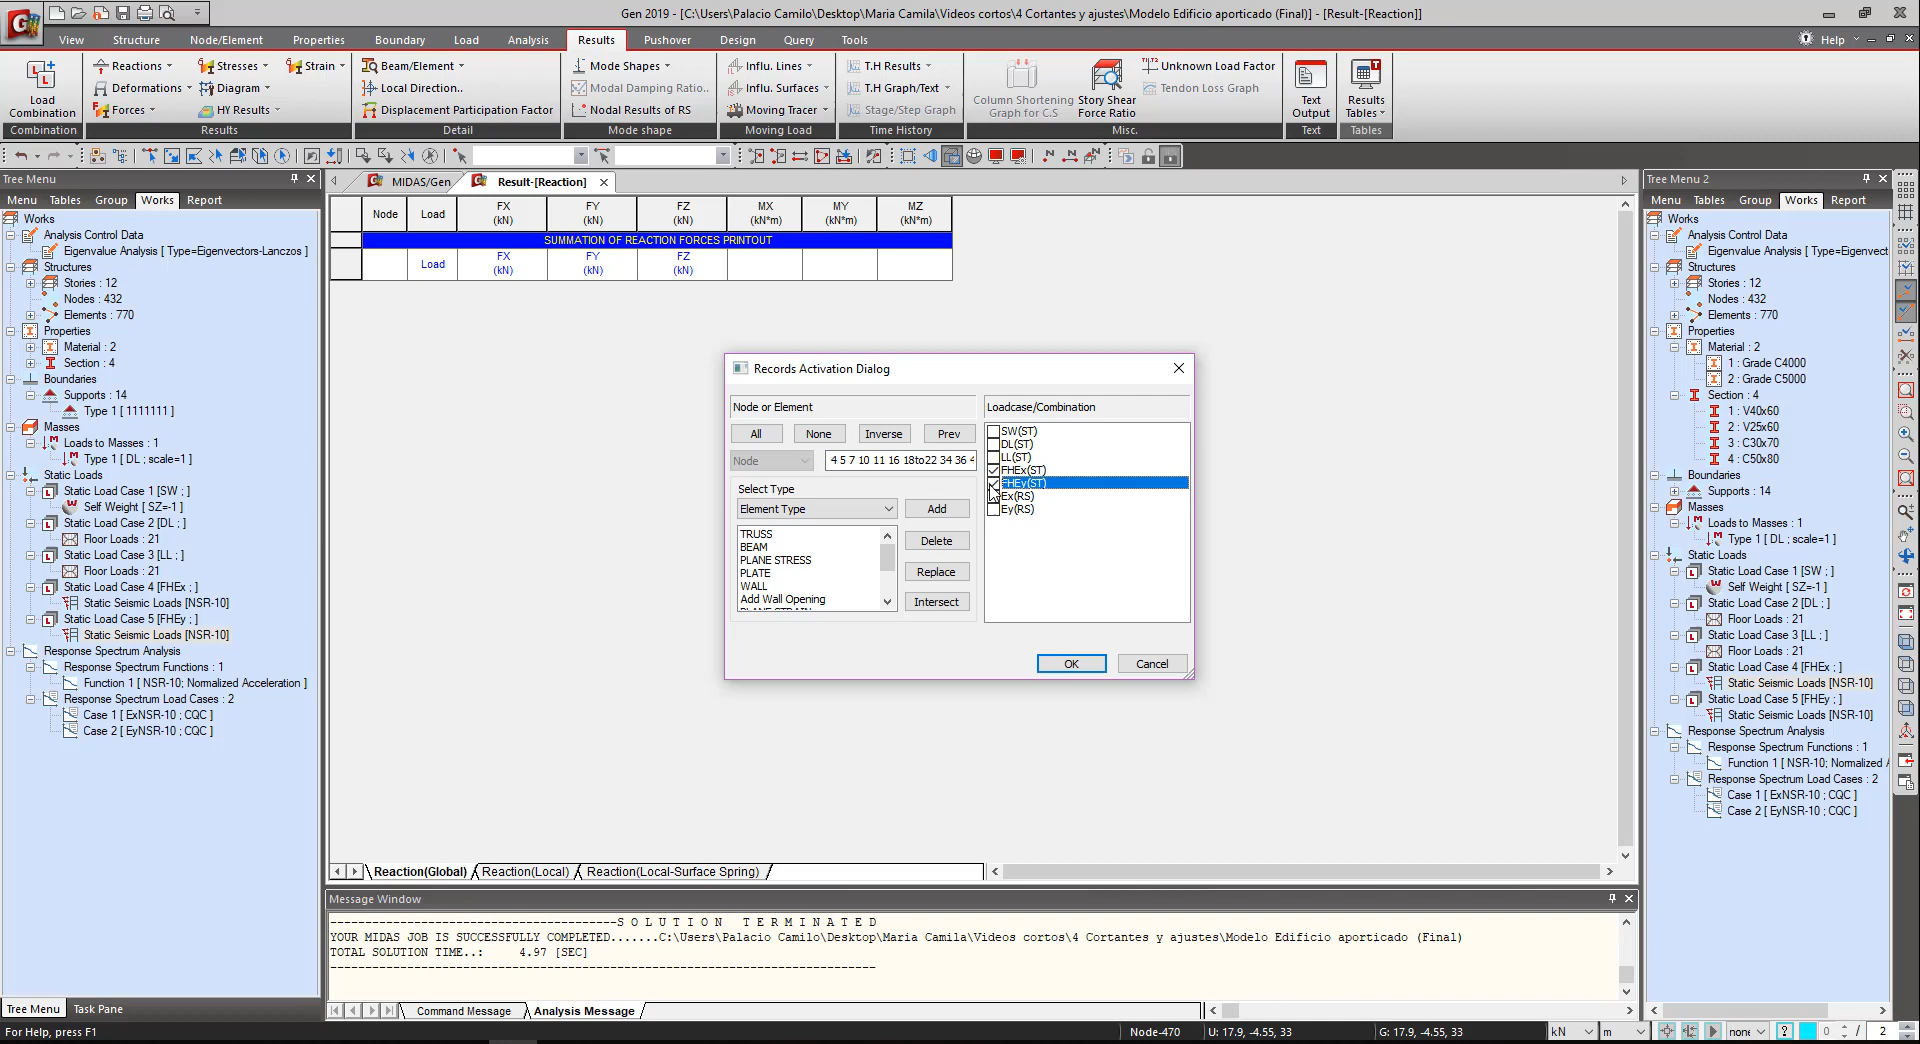 Gen 2019 - [C:\Users\Palacio Camilo\Desktop\Maria Camila\Videos cortos\4 Cortantes y ajustes\Modelo Edificio aporticado (Final)] - [Result-[Reaction]]
View Structure Node/Element Properties Boundary Load Analysis Results Pushover Design Query Tools Help
Load Combination
Combination
Reactions Stresses Strain
Deformations Diagram
Forces HY Results
Results
Beam/Element
Local Direction..
Displacement Participation Factor
Detail
Mode Shapes
Modal Damping Ratio..
Nodal Results of RS
Mode shape
Influ. Lines
Influ. Surfaces
Moving Tracer
Moving Load
T.H Results
T.H Graph/Text
Stage/Step Graph
Time History
Column Shortening Graph for C.S
Story Shear Force Ratio
Unknown Load Factor
Tendon Loss Graph
Misc.
Text Output
Text
Results Tables
Tables
Tree Menu
Menu Tables Group Works Report
Works
Analysis Control Data
Eigenvalue Analysis [ Type=Eigenvectors-Lanczos ]
Structures
Stories : 12
Nodes : 432
Elements : 770
Properties
Material : 2
Section : 4
Boundaries
Supports : 14
Type 1 [ 1111111 ]
Masses
Loads to Masses : 1
Type 1 [ DL ; scale=1 ]
Static Loads
Static Load Case 1 [SW ; ]
Self Weight [ SZ=-1 ]
Static Load Case 2 [DL ; ]
Floor Loads : 21
Static Load Case 3 [LL ; ]
Floor Loads : 21
Static Load Case 4 [FHEx ; ]
Static Seismic Loads [NSR-10]
Static Load Case 5 [FHEy ; ]
Static Seismic Loads [NSR-10]
Response Spectrum Analysis
Response Spectrum Functions : 1
Function 1 [ NSR-10; Normalized Acceleration ]
Response Spectrum Load Cases : 2
Case 1 [ ExNSR-10 ; CQC ]
Case 2 [ EyNSR-10 ; CQC ]
Tree Menu Task Pane
MIDAS/Gen Result-[Reaction]
Node Load FX (kN) FY (kN) FZ (kN) MX (kN*m) MY (kN*m) MZ (kN*m)
SUMMATION OF REACTION FORCES PRINTOUT
Load FX (kN) FY (kN) FZ (kN)
Records Activation Dialog
Node or Element
All None Inverse Prev
Node 4 5 7 10 11 16 18to22 34 36 4
Select Type
Element Type
TRUSS
BEAM
PLANE STRESS
PLATE
WALL
Add Wall Opening
PLANE STRAIN
Add
Delete
Replace
Intersect
Loadcase/Combination
SW(ST)
DL(ST)
LL(ST)
FHEx(ST)
FHEy(ST)
Ex(RS)
Ey(RS)
OK Cancel
Reaction(Global) Reaction(Local) Reaction(Local-Surface Spring)
Message Window
S O L U T I O N   T E R M I N A T E D
YOUR MIDAS JOB IS SUCCESSFULLY COMPLETED.......C:\Users\Palacio Camilo\Desktop\Maria Camila\Videos cortos\4 Cortantes y ajustes\Modelo Edificio aporticado (Final)
TOTAL SOLUTION TIME..: 4.97 [SEC]
Command Message Analysis Message
Tree Menu 2
Menu Tables Group Works Report
Works
Analysis Control Data
Eigenvalue Analysis [ Type=Eigenvect
Structures
Stories : 12
Nodes : 432
Elements : 770
Properties
Material : 2
1 : Grade C4000
2 : Grade C5000
Section : 4
1 : V40x60
2 : V25x60
3 : C30x70
4 : C50x80
Boundaries
Supports : 14
Masses
Loads to Masses : 1
Type 1 [ DL ; scale=1 ]
Static Loads
Static Load Case 1 [SW ; ]
Self Weight [ SZ=-1 ]
Static Load Case 2 [DL ; ]
Floor Loads : 21
Static Load Case 3 [LL ; ]
Floor Loads : 21
Static Load Case 4 [FHEx ; ]
Static Seismic Loads [NSR-10]
Static Load Case 5 [FHEy ; ]
Static Seismic Loads [NSR-10]
Response Spectrum Analysis
Response Spectrum Functions : 1
Function 1 [ NSR-10; Normalized A
Response Spectrum Load Cases : 2
Case 1 [ ExNSR-10 ; CQC ]
Case 2 [ EyNSR-10 ; CQC ]
For Help, press F1
Node-470 U: 17.9, -4.55, 33 G: 17.9, -4.55, 33 kN m none ? 0 / 2